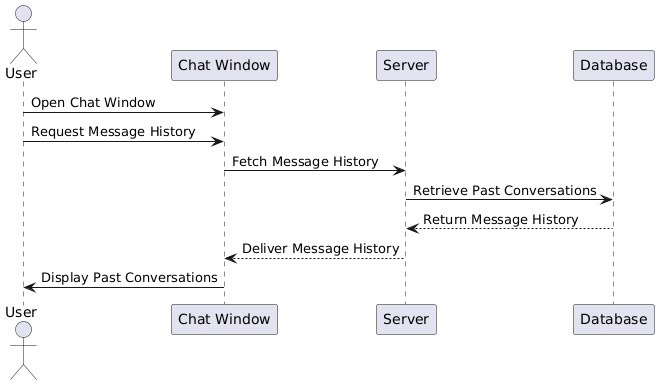 User
Chat Window
Server
Database
Open Chat Window
Request Message History
Fetch Message History
Retrieve Past Conversations
Return Message History
Deliver Message History
Display Past Conversations
User
Chat Window
Server
Database